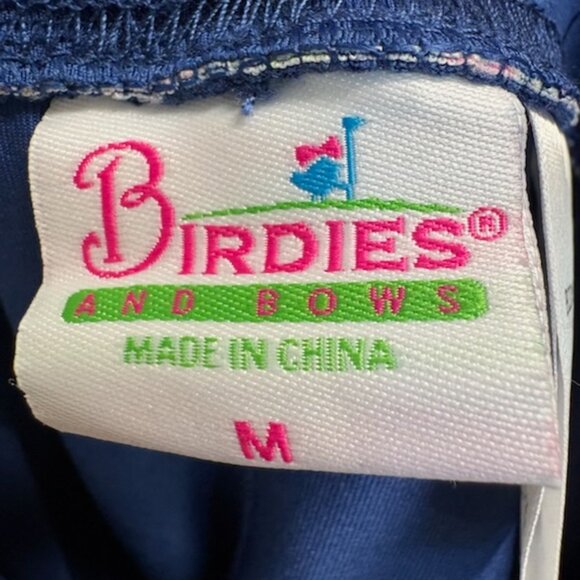 BIRDIES®
AND BOWS
MADE IN CHINA
M